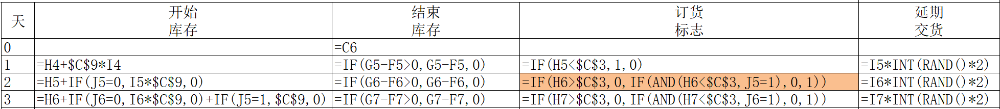 天
开始
库存
结束
库存
订货
标志
延期
交货
0
=C6
1
=H4+$C$9*I4
=IF(G5-F5>0,G5-F5,0)
=IF(H5<$C$3,1,0)
=I5*INT(RAND()*2)
2
=H5+IF(J5=0,I5*$C$9,0)
=IF(G6-F6>0,G6-F6,0)
=IF(H6>$C$3,0,IF(AND(H6<$C$3,J5=1),0,1))
=I6*INT(RAND()*2)
3
=H6+IF(J6=0,I6*$C$9,0)+IF(J5=1,$C$9,0)
=IF(G7-F7>0,G7-F7,0)
=IF(H7>$C$3,0,IF(AND(H7<$C$3,J6=1),0,1))
=I7*INT(RAND()*2)